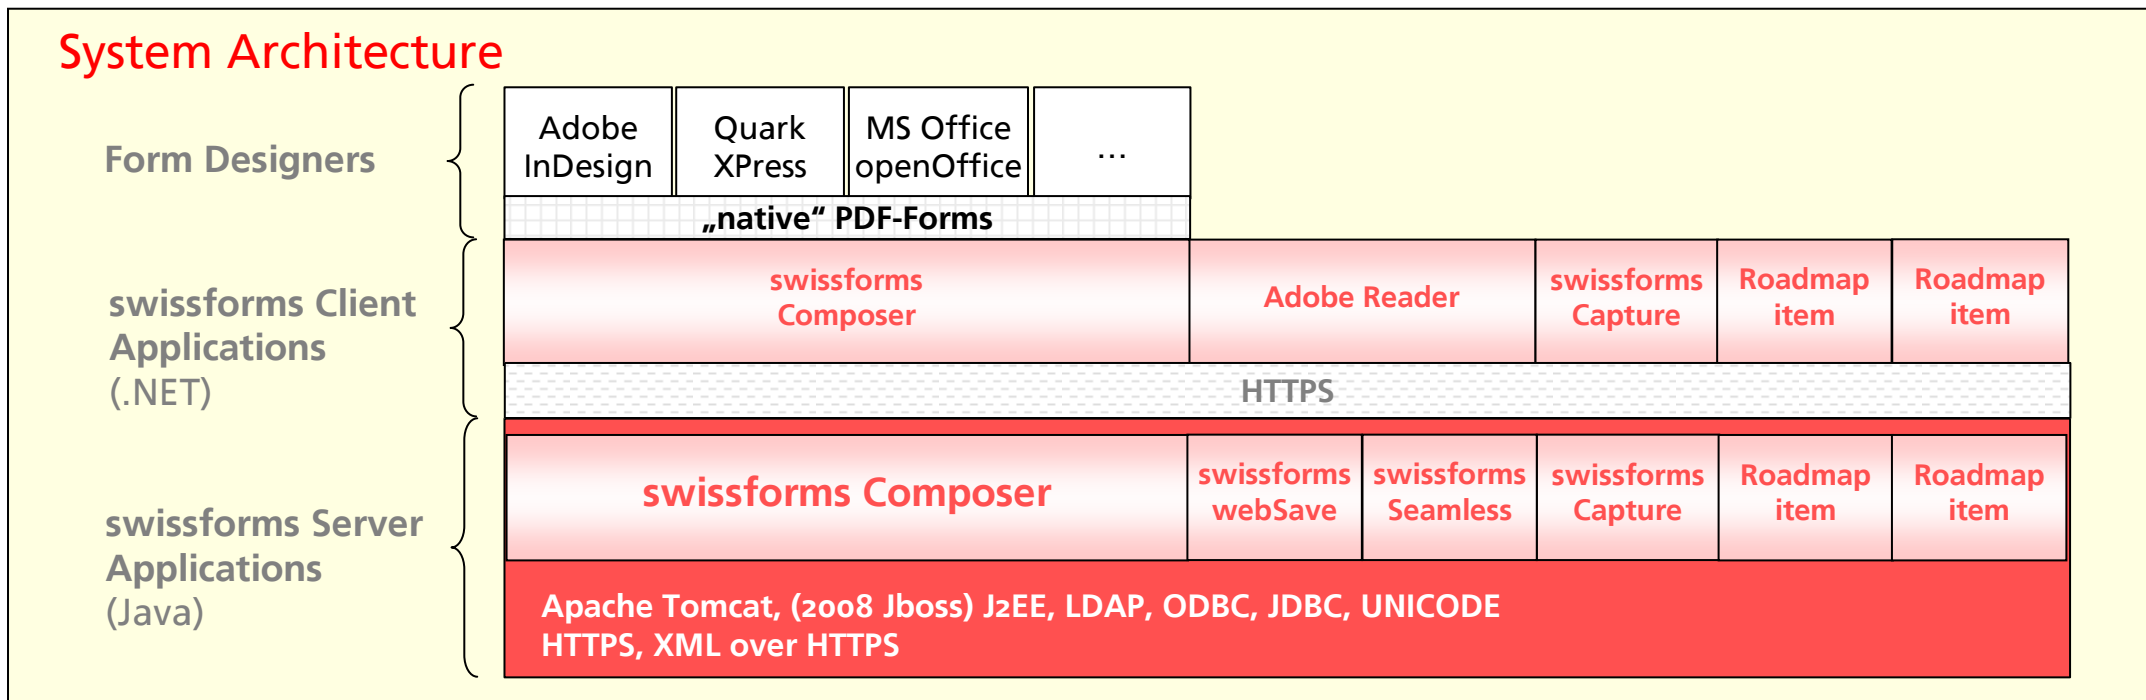 System Architecture
Form Designers
Adobe
InDesign
Quark
XPress
MS Office
openOffice
...
„native“ PDF-Forms
swissforms Client
Applications
(.NET)
swissforms
Composer
Adobe Reader
swissforms
Capture
Roadmap
item
Roadmap
item
HTTPS
swissforms Server
Applications
(Java)
swissforms Composer
swissforms
webSave
swissforms
Seamless
swissforms
Capture
Roadmap
item
Roadmap
item
Apache Tomcat, (2008 Jboss) J2EE, LDAP, ODBC, JDBC, UNICODE
HTTPS, XML over HTTPS